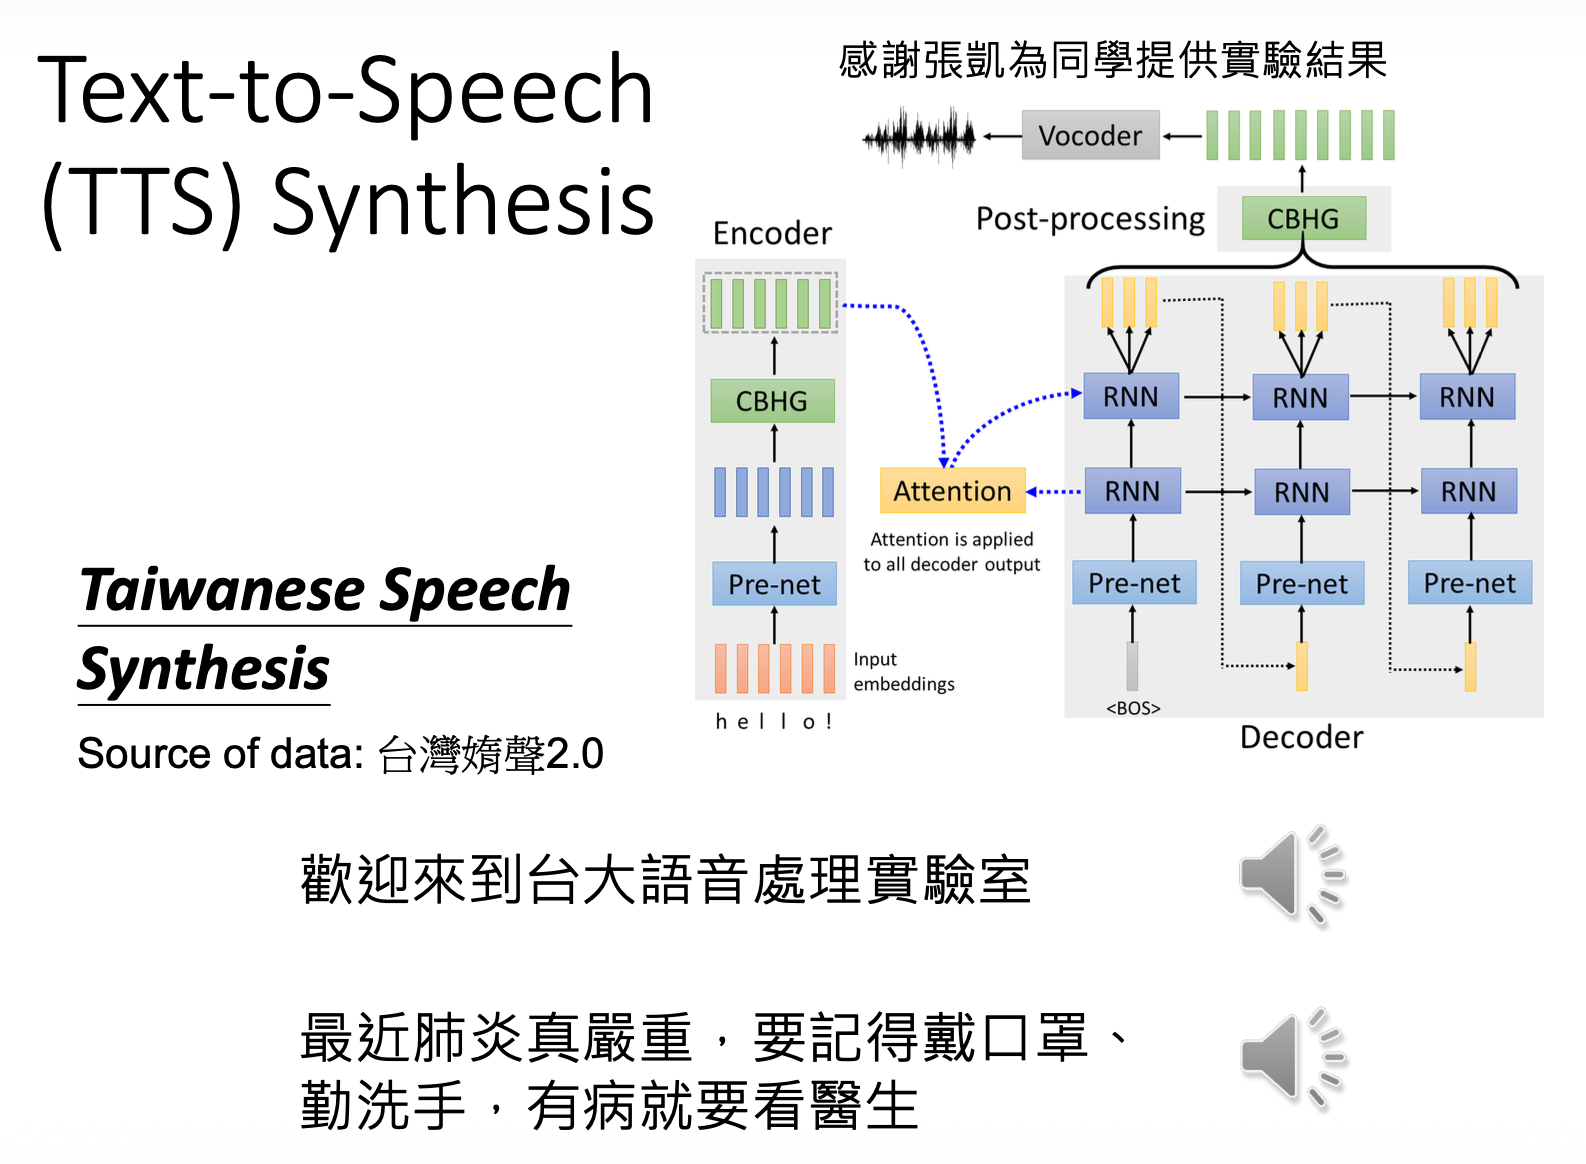 Text-to-Speech
(TTS) Synthesis
感謝張凱為同學提供實驗結果
Vocoder
Post-processing
CBHG
Encoder
CBHG
Pre-net
Input
embeddings
h e l l o !
Attention
Attention is applied
to all decoder output
RNN RNN RNN
RNN RNN RNN
Pre-net Pre-net Pre-net
<BOS>
Decoder
Taiwanese Speech
Synthesis
Source of data: 台灣媠聲2.0
歡迎來到台大語音處理實驗室
最近肺炎真嚴重，要記得戴口罩、
勤洗手，有病就要看醫生